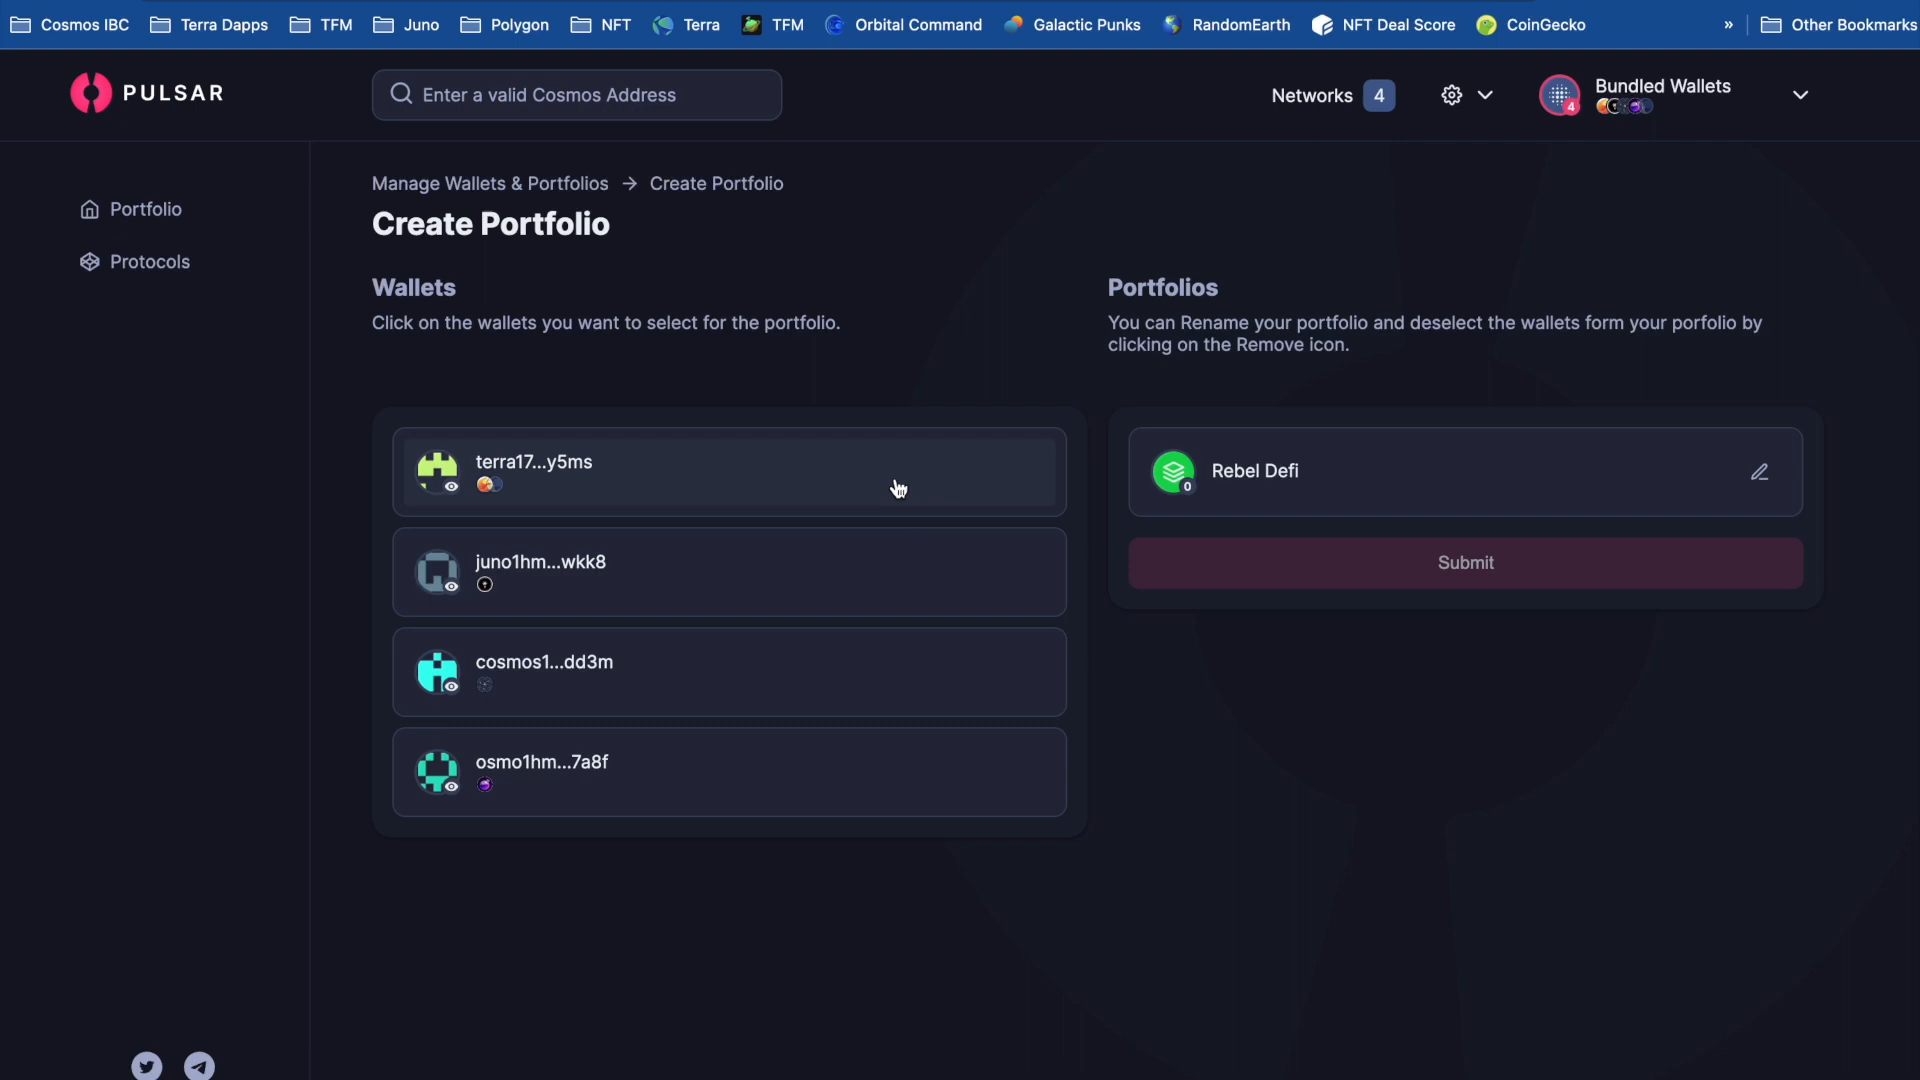 Cosmos IBC
Terra Dapps
TFM
Juno
Polygon
NFT
Terra
TFM
Orbital Command
Galactic Punks
RandomEarth
NFT Deal Score
CoinGecko
»
Other Bookmarks
PULSAR
Enter a valid Cosmos Address
Networks 4
Bundled Wallets
4
Portfolio
Protocols
Manage Wallets & Portfolios → Create Portfolio
Create Portfolio
Wallets
Click on the wallets you want to select for the portfolio.
terra17...y5ms
juno1hm...wkk8
cosmos1...dd3m
osmo1hm...7a8f
Portfolios
You can Rename your portfolio and deselect the wallets form your porfolio by
clicking on the Remove icon.
Rebel Defi
0
Submit